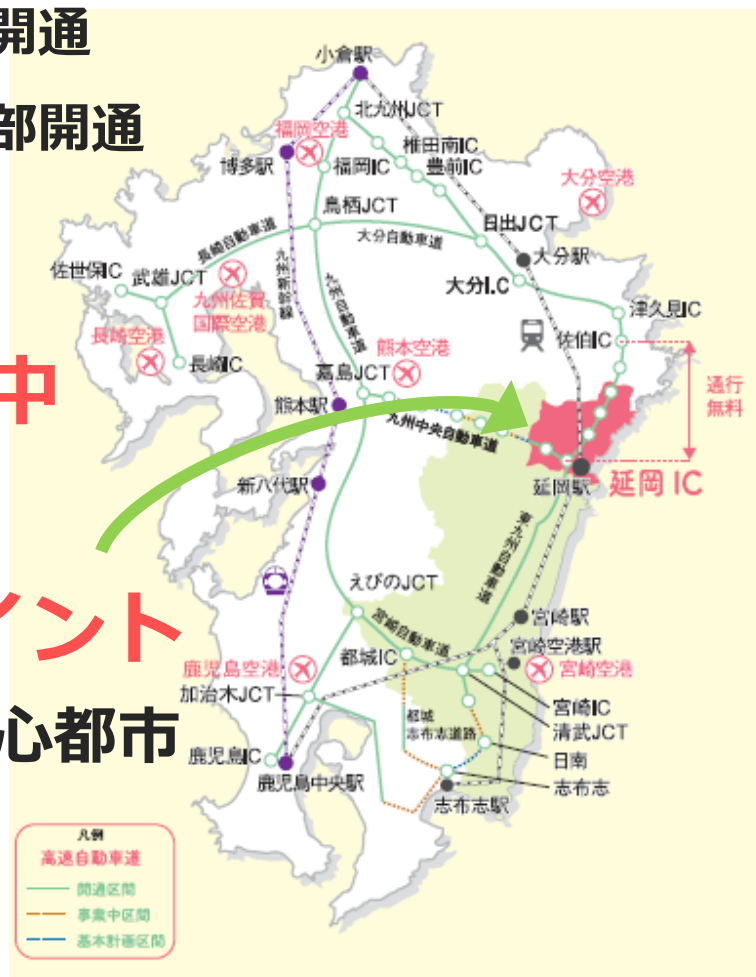 開通
部開通
中
イント
心都市
小倉駅
北九州JCT
福岡空港
椎田南IC
博多駅
福岡IC
豊前IC
大分空港
鳥栖JCT
日出JCT
長崎自動車道
大分自動車道
大分駅
佐世保IC
武雄JCT
九州新幹線
大分I.C
九州佐賀
国際空港
九州自動車道
津久見IC
長崎空港
佐伯IC
長崎IC
熊本空港
嘉島JCT
通行
無料
熊本駅
九州中央自動車道
新八代駅
延岡駅
延岡 IC
東九州自動車道
えびのJCT
宮崎自動車道
宮崎駅
宮崎空港駅
鹿児島空港
都城IC
宮崎空港
加治木JCT
宮崎IC
都城
志布志道路
清武JCT
鹿児島IC
日南
鹿児島中央駅
志布志
志布志駅
凡例
高速自動車道
開通区間
事業中区間
基本計画区間